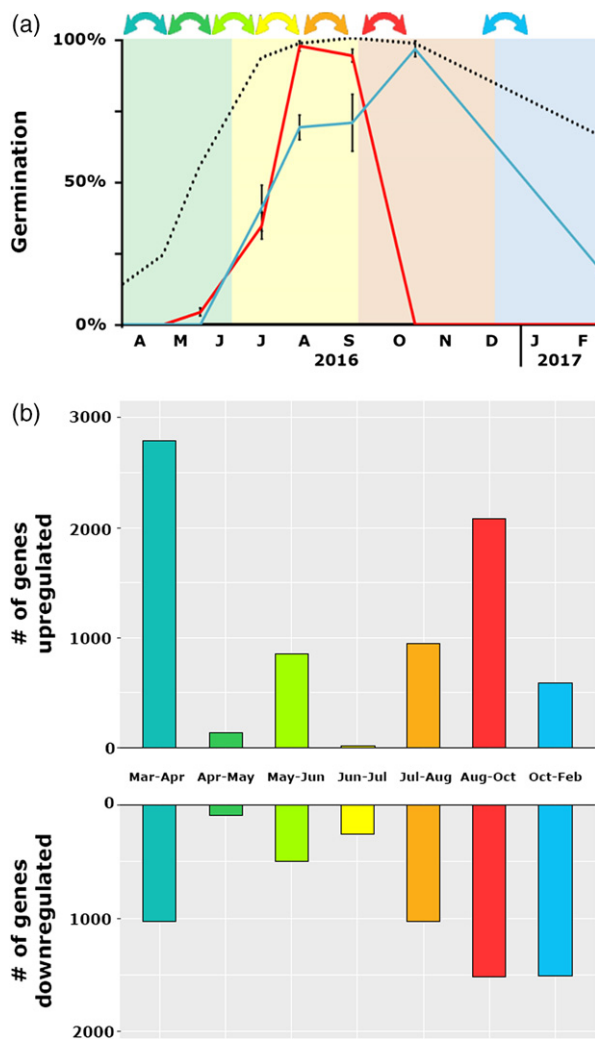 (a)
100%
50%
0%
Germination
A M J J A S O N D J F
2016 2017
(b)
3000
2000
1000
0
# of genes
upregulated
Mar-Apr Apr-May May-Jun Jun-Jul Jul-Aug Aug-Oct Oct-Feb
0
1000
2000
# of genes
downregulated